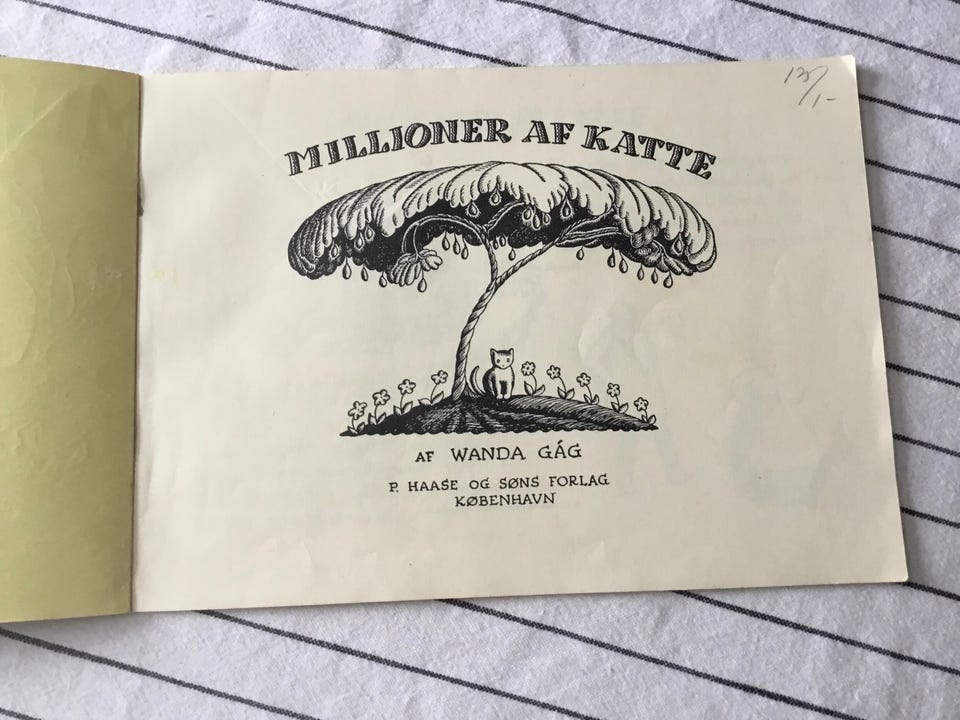 MILLIONER AF KATTE
AF WANDA GÁG
P. HAASE OG SØNS FORLAG
KØBENHAVN